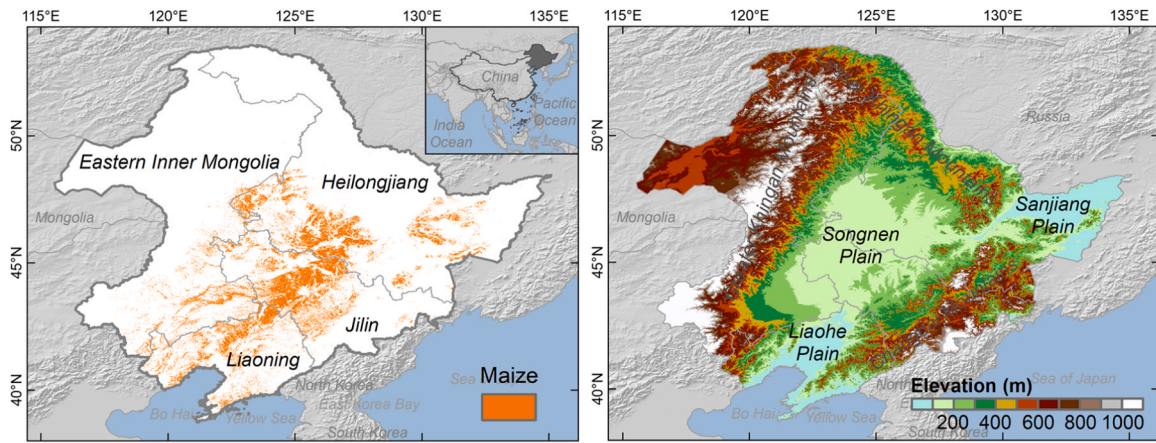 115°E 120°E 125°E 130°E 135°E
50°N
45°N
40°N
China
India
Ocean
Pacific
Ocean
Eastern Inner Mongolia
Heilongjiang
Mongolia
Jilin
Liaoning
Maize
North Korea
Bo Hai
East Korea Bay
Yellow Sea
South Korea
115°E 120°E 125°E 130°E 135°E
50°N
45°N
40°N
Russia
Mongolia
Sanjiang
Plain
Songnen
Plain
Liaohe
Plain
Elevation (m)
Sea of Japan
Bo Hai
South Korea
200 400 600 800 1000